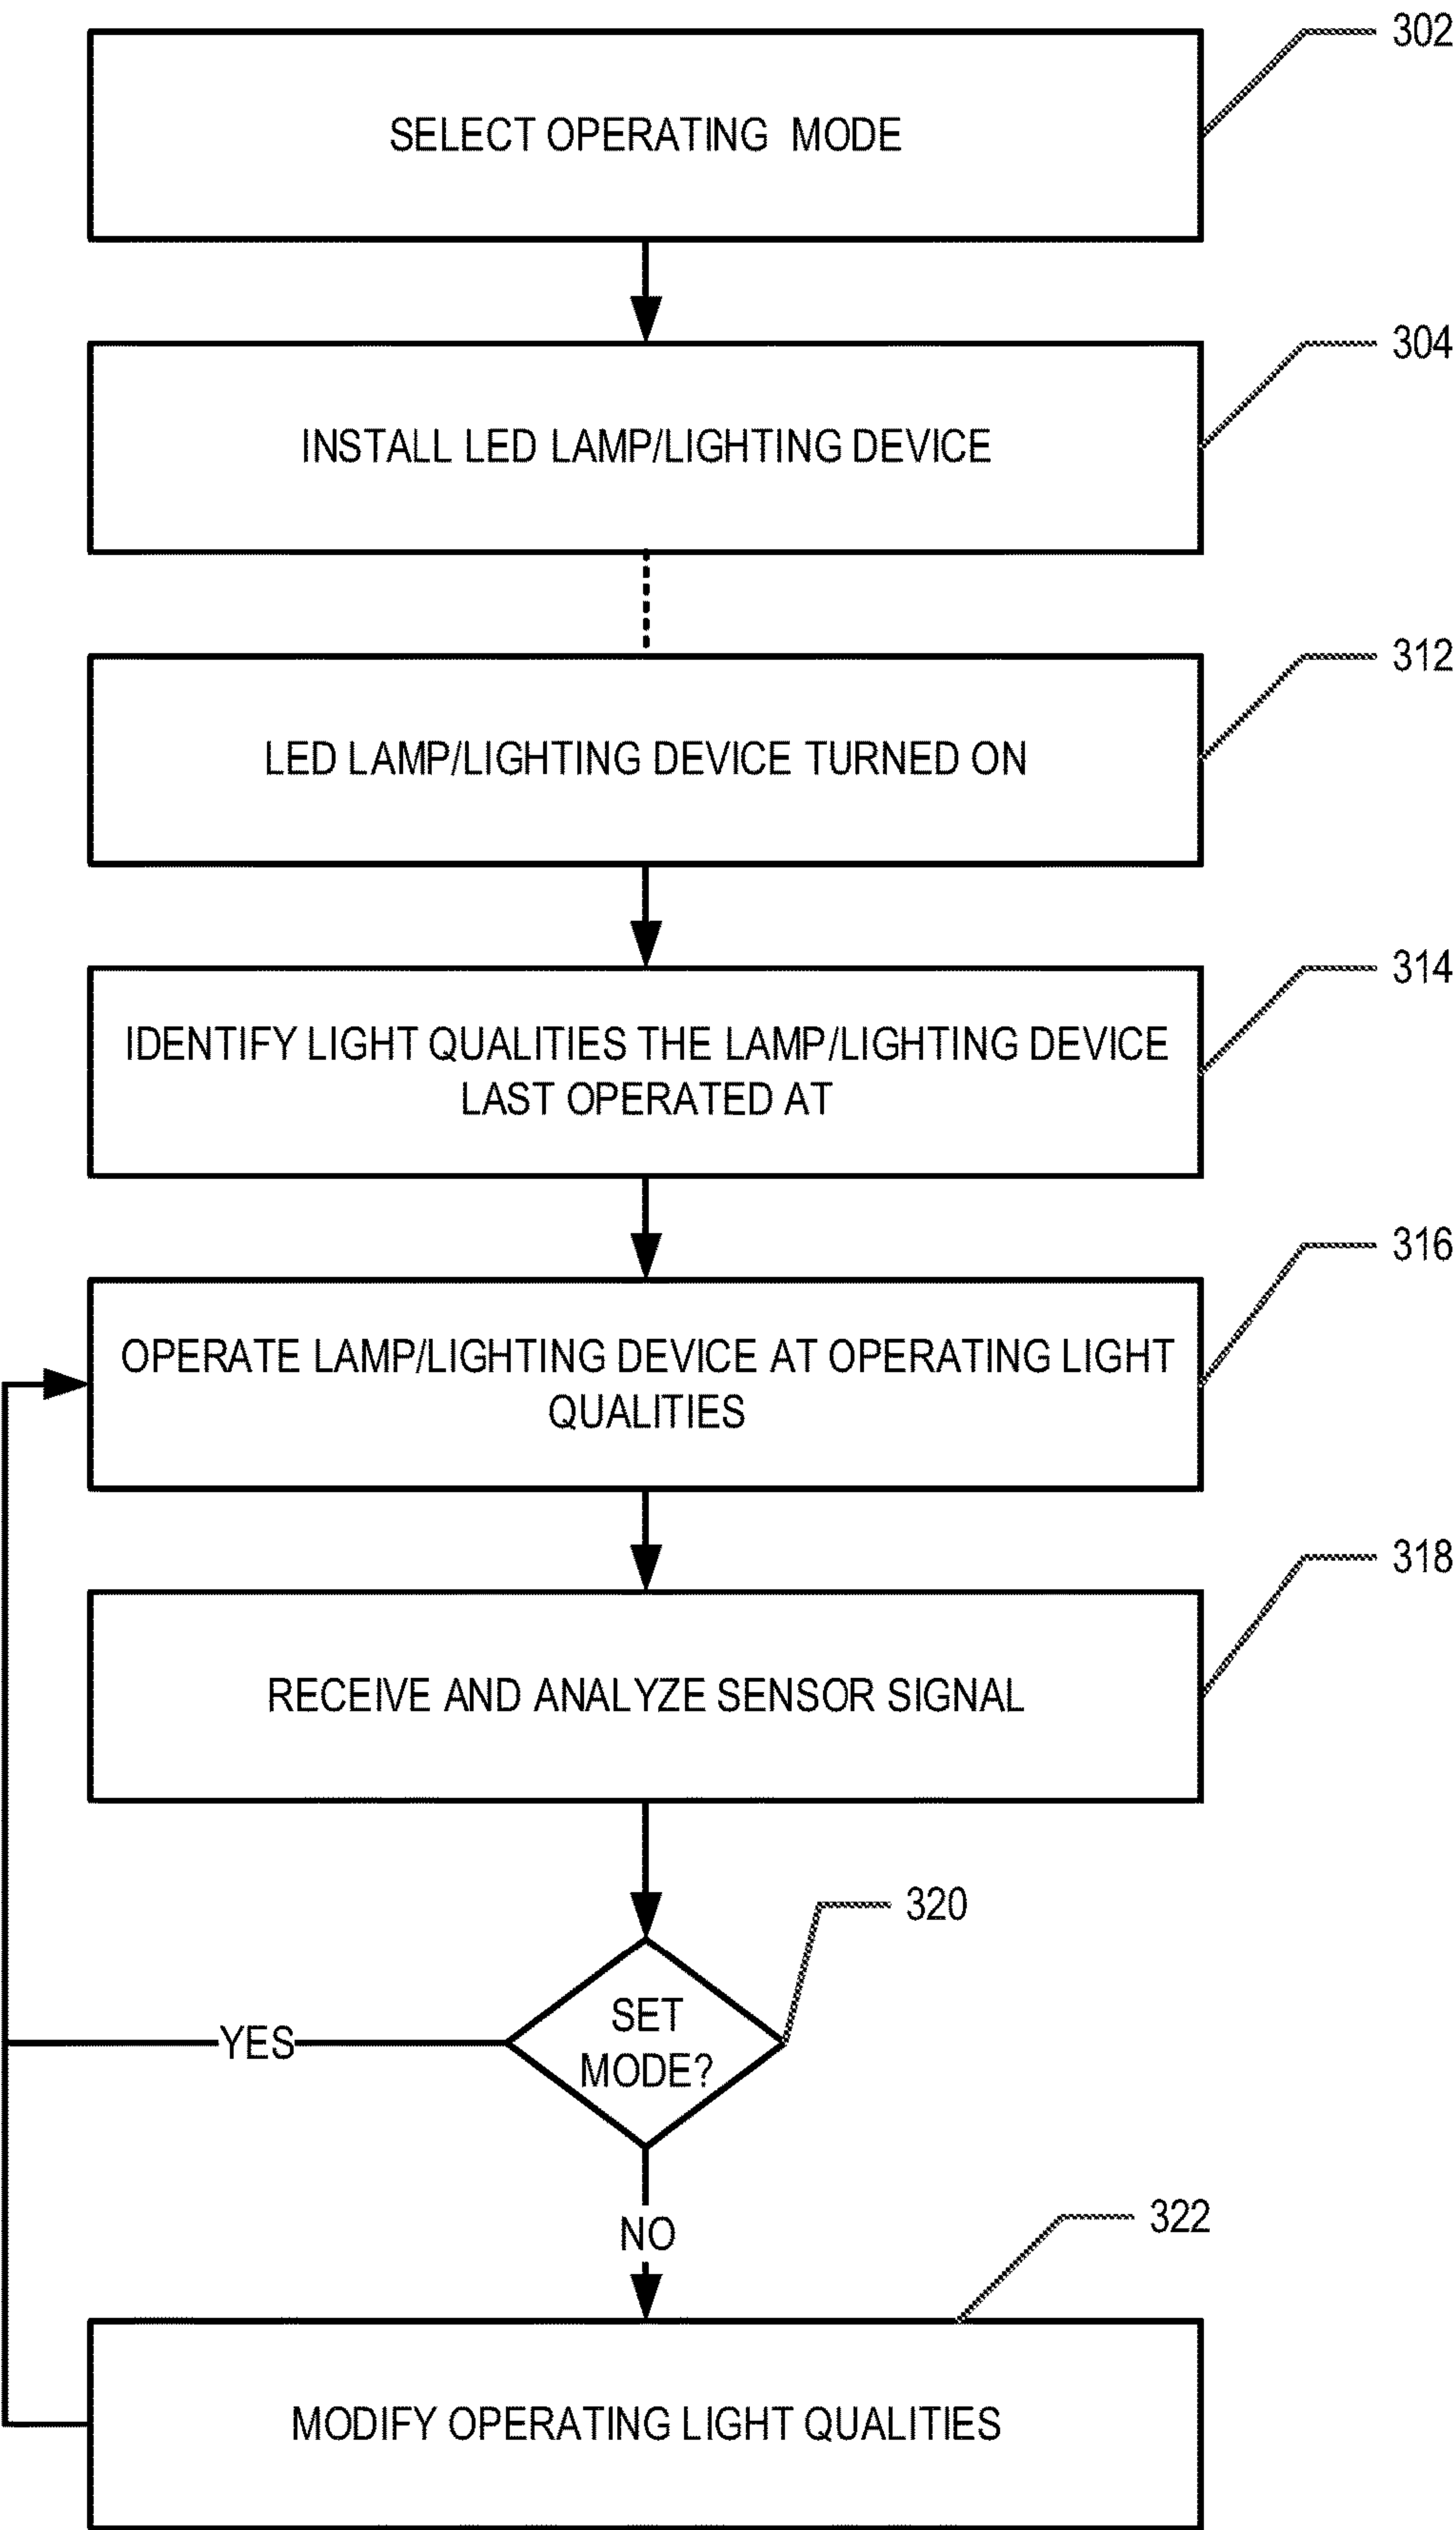 302
SELECT OPERATING MODE
304
INSTALL LED LAMP/LIGHTING DEVICE
312
LED LAMP/LIGHTING DEVICE TURNED ON
314
IDENTIFY LIGHT QUALITIES THE LAMP/LIGHTING DEVICE
LAST OPERATED AT
316
OPERATE LAMP/LIGHTING DEVICE AT OPERATING LIGHT
QUALITIES
318
RECEIVE AND ANALYZE SENSOR SIGNAL
320
SET
MODE?
YES
NO
322
MODIFY OPERATING LIGHT QUALITIES